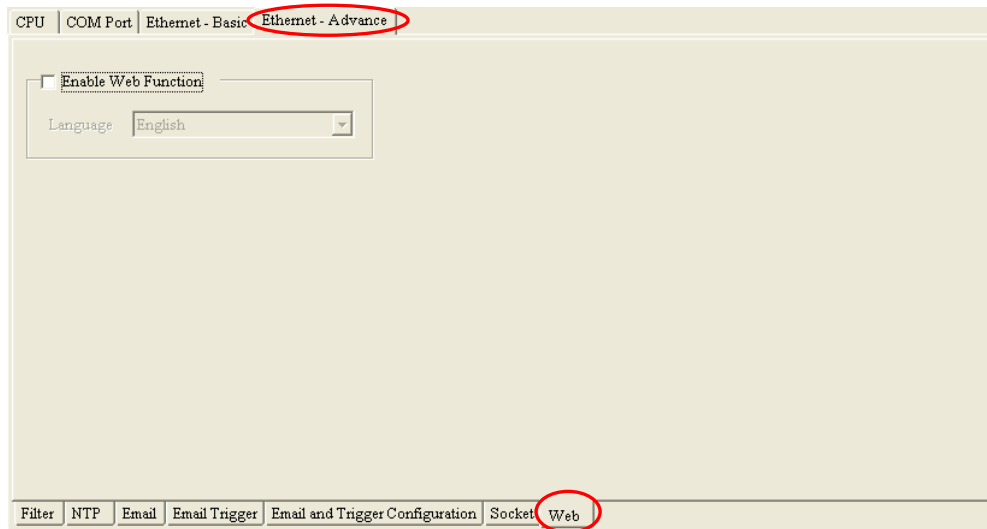 CPU COM Port Ethernet - Basic Ethernet - Advance
Enable Web Function
Language English
Filter NTP Email Email Trigger Email and Trigger Configuration Socket Web